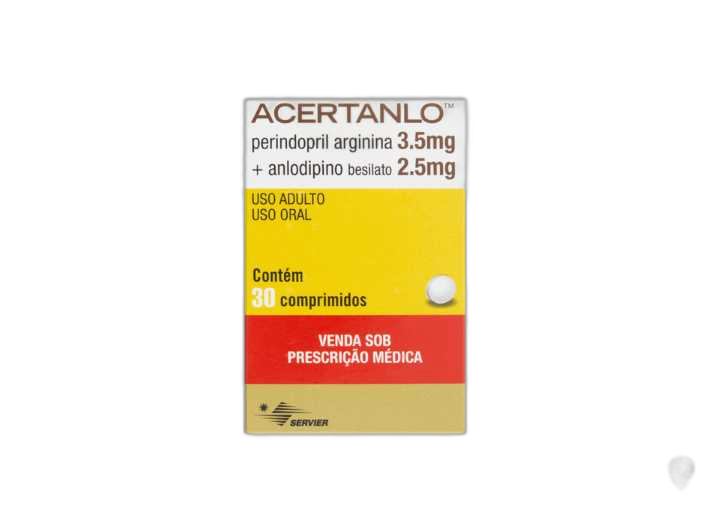 ACERTANLO™
perindopril arginina 3.5mg
+ anlodipino besilato 2.5mg
USO ADULTO
USO ORAL
Contém
30 comprimidos
VENDA SOB
PRESCRIÇÃO MÉDICA
SERVIER